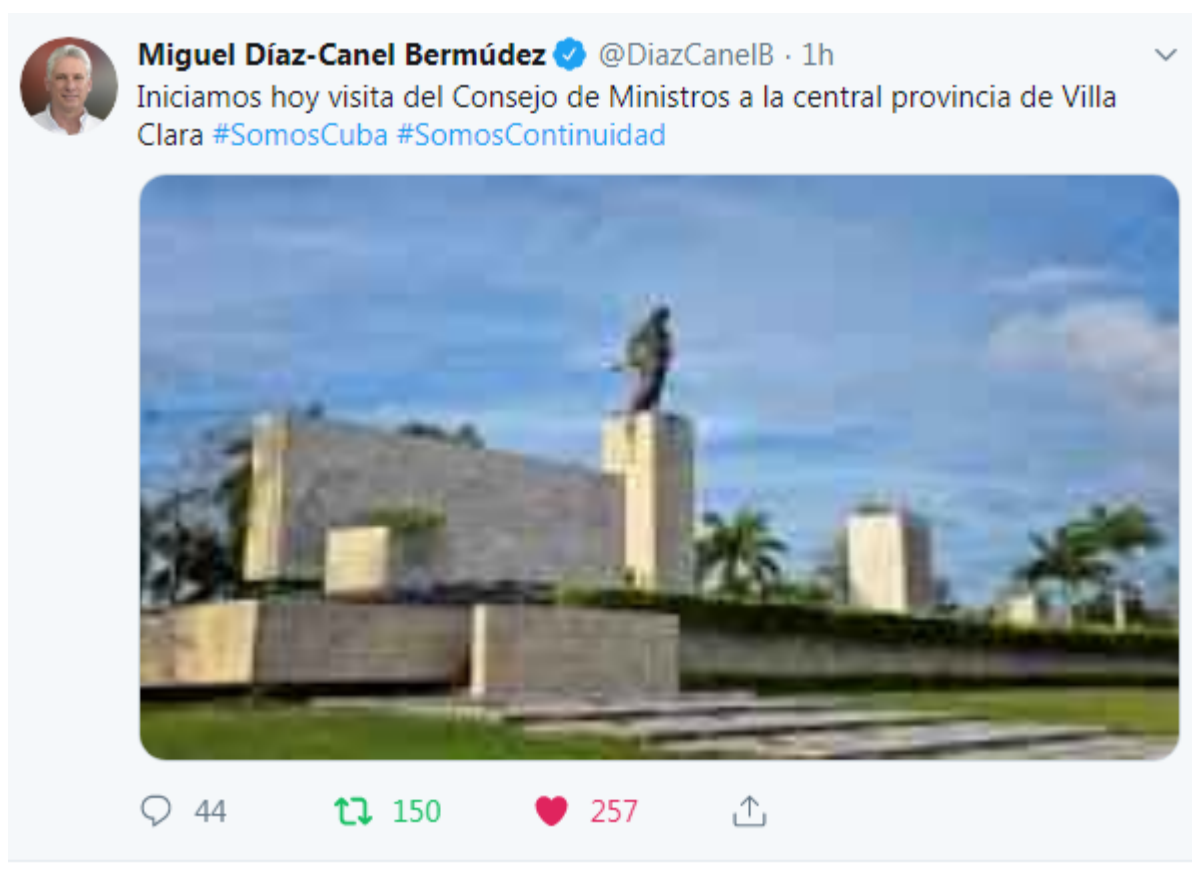 Miguel Díaz-Canel Bermúdez @DiazCanelB · 1h
Iniciamos hoy visita del Consejo de Ministros a la central provincia de Villa
Clara #SomosCuba #SomosContinuidad
44 150 257